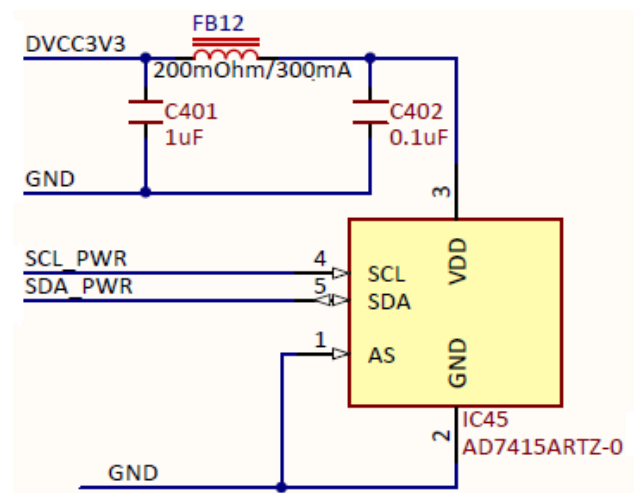 FB12
DVCC3V3
200mOhm/300mA
C401
1uF
C402
0.1uF
GND
3
VDD
SCL_PWR
4
SCL
SDA_PWR
5
SDA
1
AS
GND
2
IC45
AD7415ARTZ-0
GND